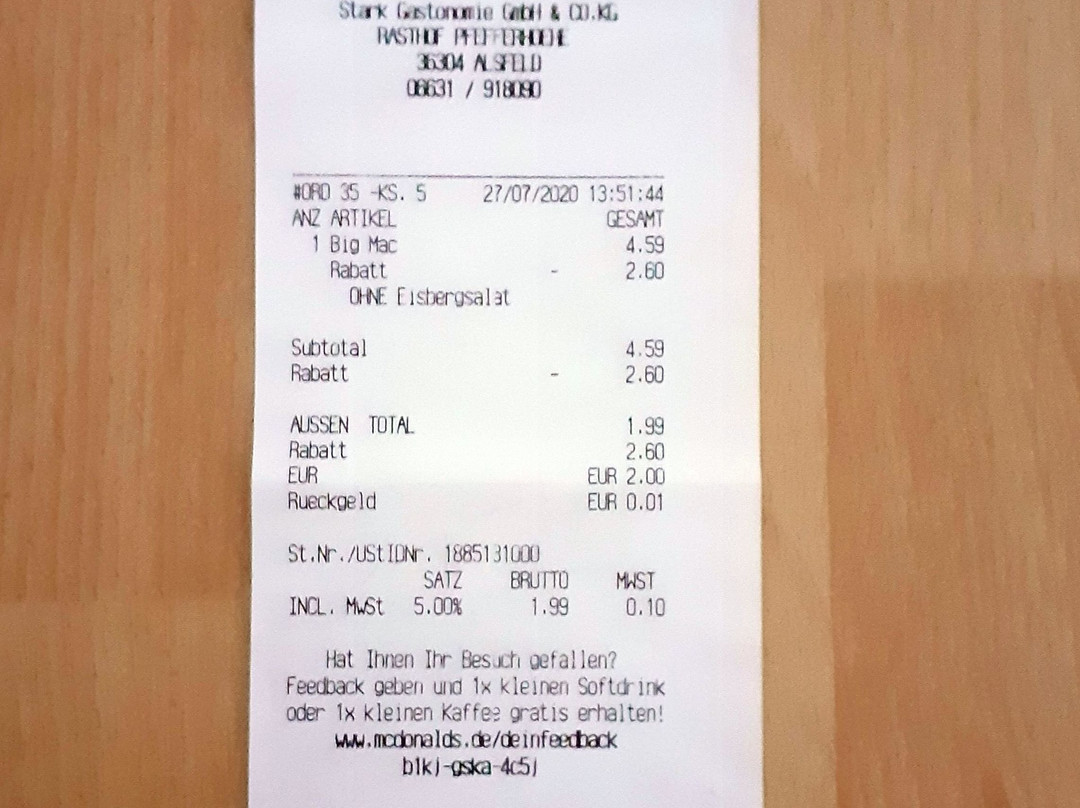 Stark Gastonomie GmbH & CO.KG
RASTHOF PFEFFERHOEHE
36304 ALSFELD
06631 / 918090
#ORD 35 -KS. 5 27/07/2020 13:51:44
ANZ ARTIKEL GESAMT
1 Big Mac 4.59
Rabatt - 2.60
OHNE Eisbergsalat
Subtotal 4.59
Rabatt - 2.60
AUSSEN TOTAL 1.99
Rabatt 2.60
EUR EUR 2.00
Rueckgeld EUR 0.01
St.Nr./UStIDNr. 1885131000
SATZ BRUTTO MWST
INCL. MwSt 5.00% 1.99 0.10
Hat Ihnen Ihr Besuch gefallen?
Feedback geben und 1x kleinen Softdrink
oder 1x kleinen Kaffee gratis erhalten!
www.mcdonalds.de/deinfeedback
b1kj-gska-4c5j